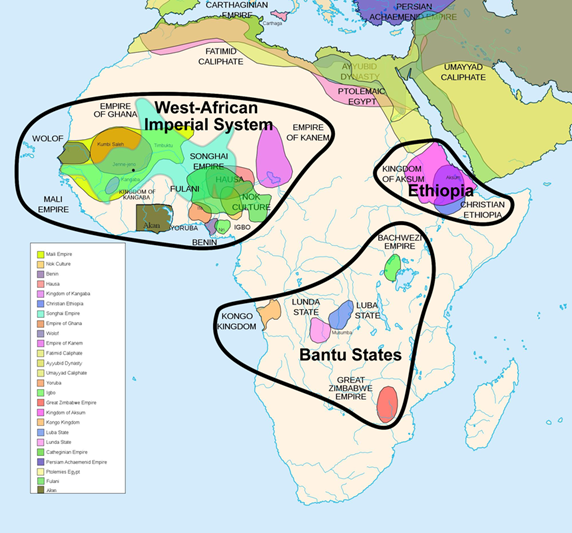 CARTHAGINIAN
EMPIRE
Carthage
PERSIAN
ACHAEMENID EMPIRE
FATIMID
CALIPHATE
AYYUBID
DYNASTY
UMAYYAD
CALIPHATE
PTOLEMAIC
EGYPT
EMPIRE
OF GHANA
West-African
Imperial System
EMPIRE
OF KANEM
WOLOF
Kumbi Saleh
Timbuktu
SONGHAI
EMPIRE
Kangaba
KINGDOM OF
KANGABA
FULANI
HAUSA
NOK
CULTURE
MALI
EMPIRE
Akan
YORUBA
IGBO
BENIN
KINGDOM
OF AKSUM
Ethiopia
CHRISTIAN
ETHIOPIA
BACHWEZI
EMPIRE
KONGO
KINGDOM
LUNDA
STATE
LUBA
STATE
Bantu States
GREAT
ZIMBABWE
EMPIRE
Mali Empire
Nok Culture
Benin
Hausa
Kingdom of Kangaba
Christian Ethiopia
Songhai Empire
Empire of Ghana
Wolof
Empire of Kanem
Fatimid Caliphate
Ayyubid Dynasty
Umayyad Caliphate
Yoruba
Igbo
Great Zimbabwe Empire
Kingdom of Aksum
Kongo Kingdom
Luba State
Lunda State
Persian Achaemenid Empire
Fulani
Akan